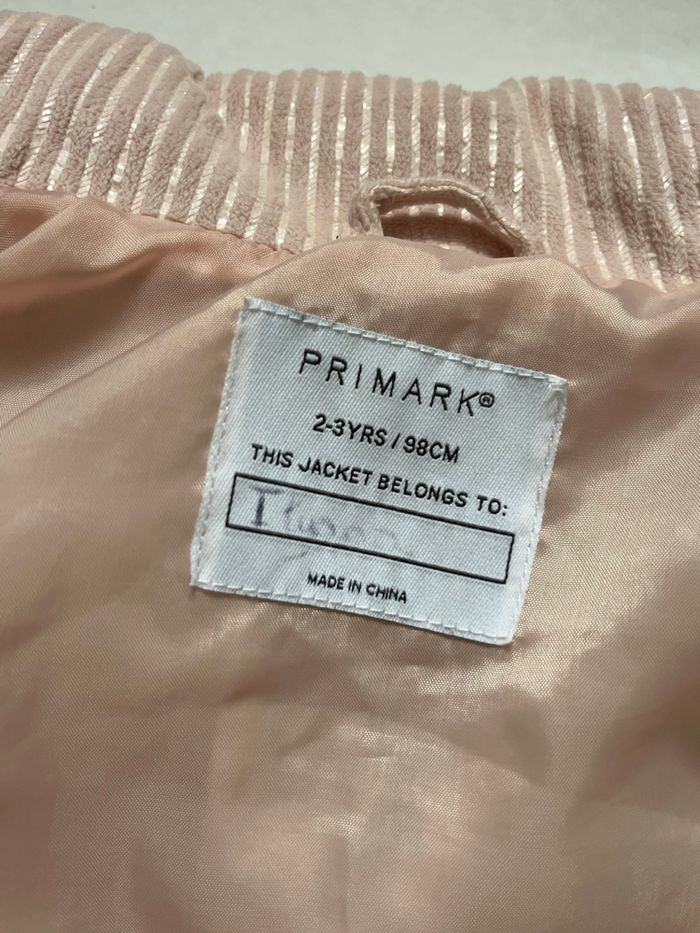 PRIMARK®
2-3YRS / 98CM
THIS JACKET BELONGS TO:
MADE IN CHINA